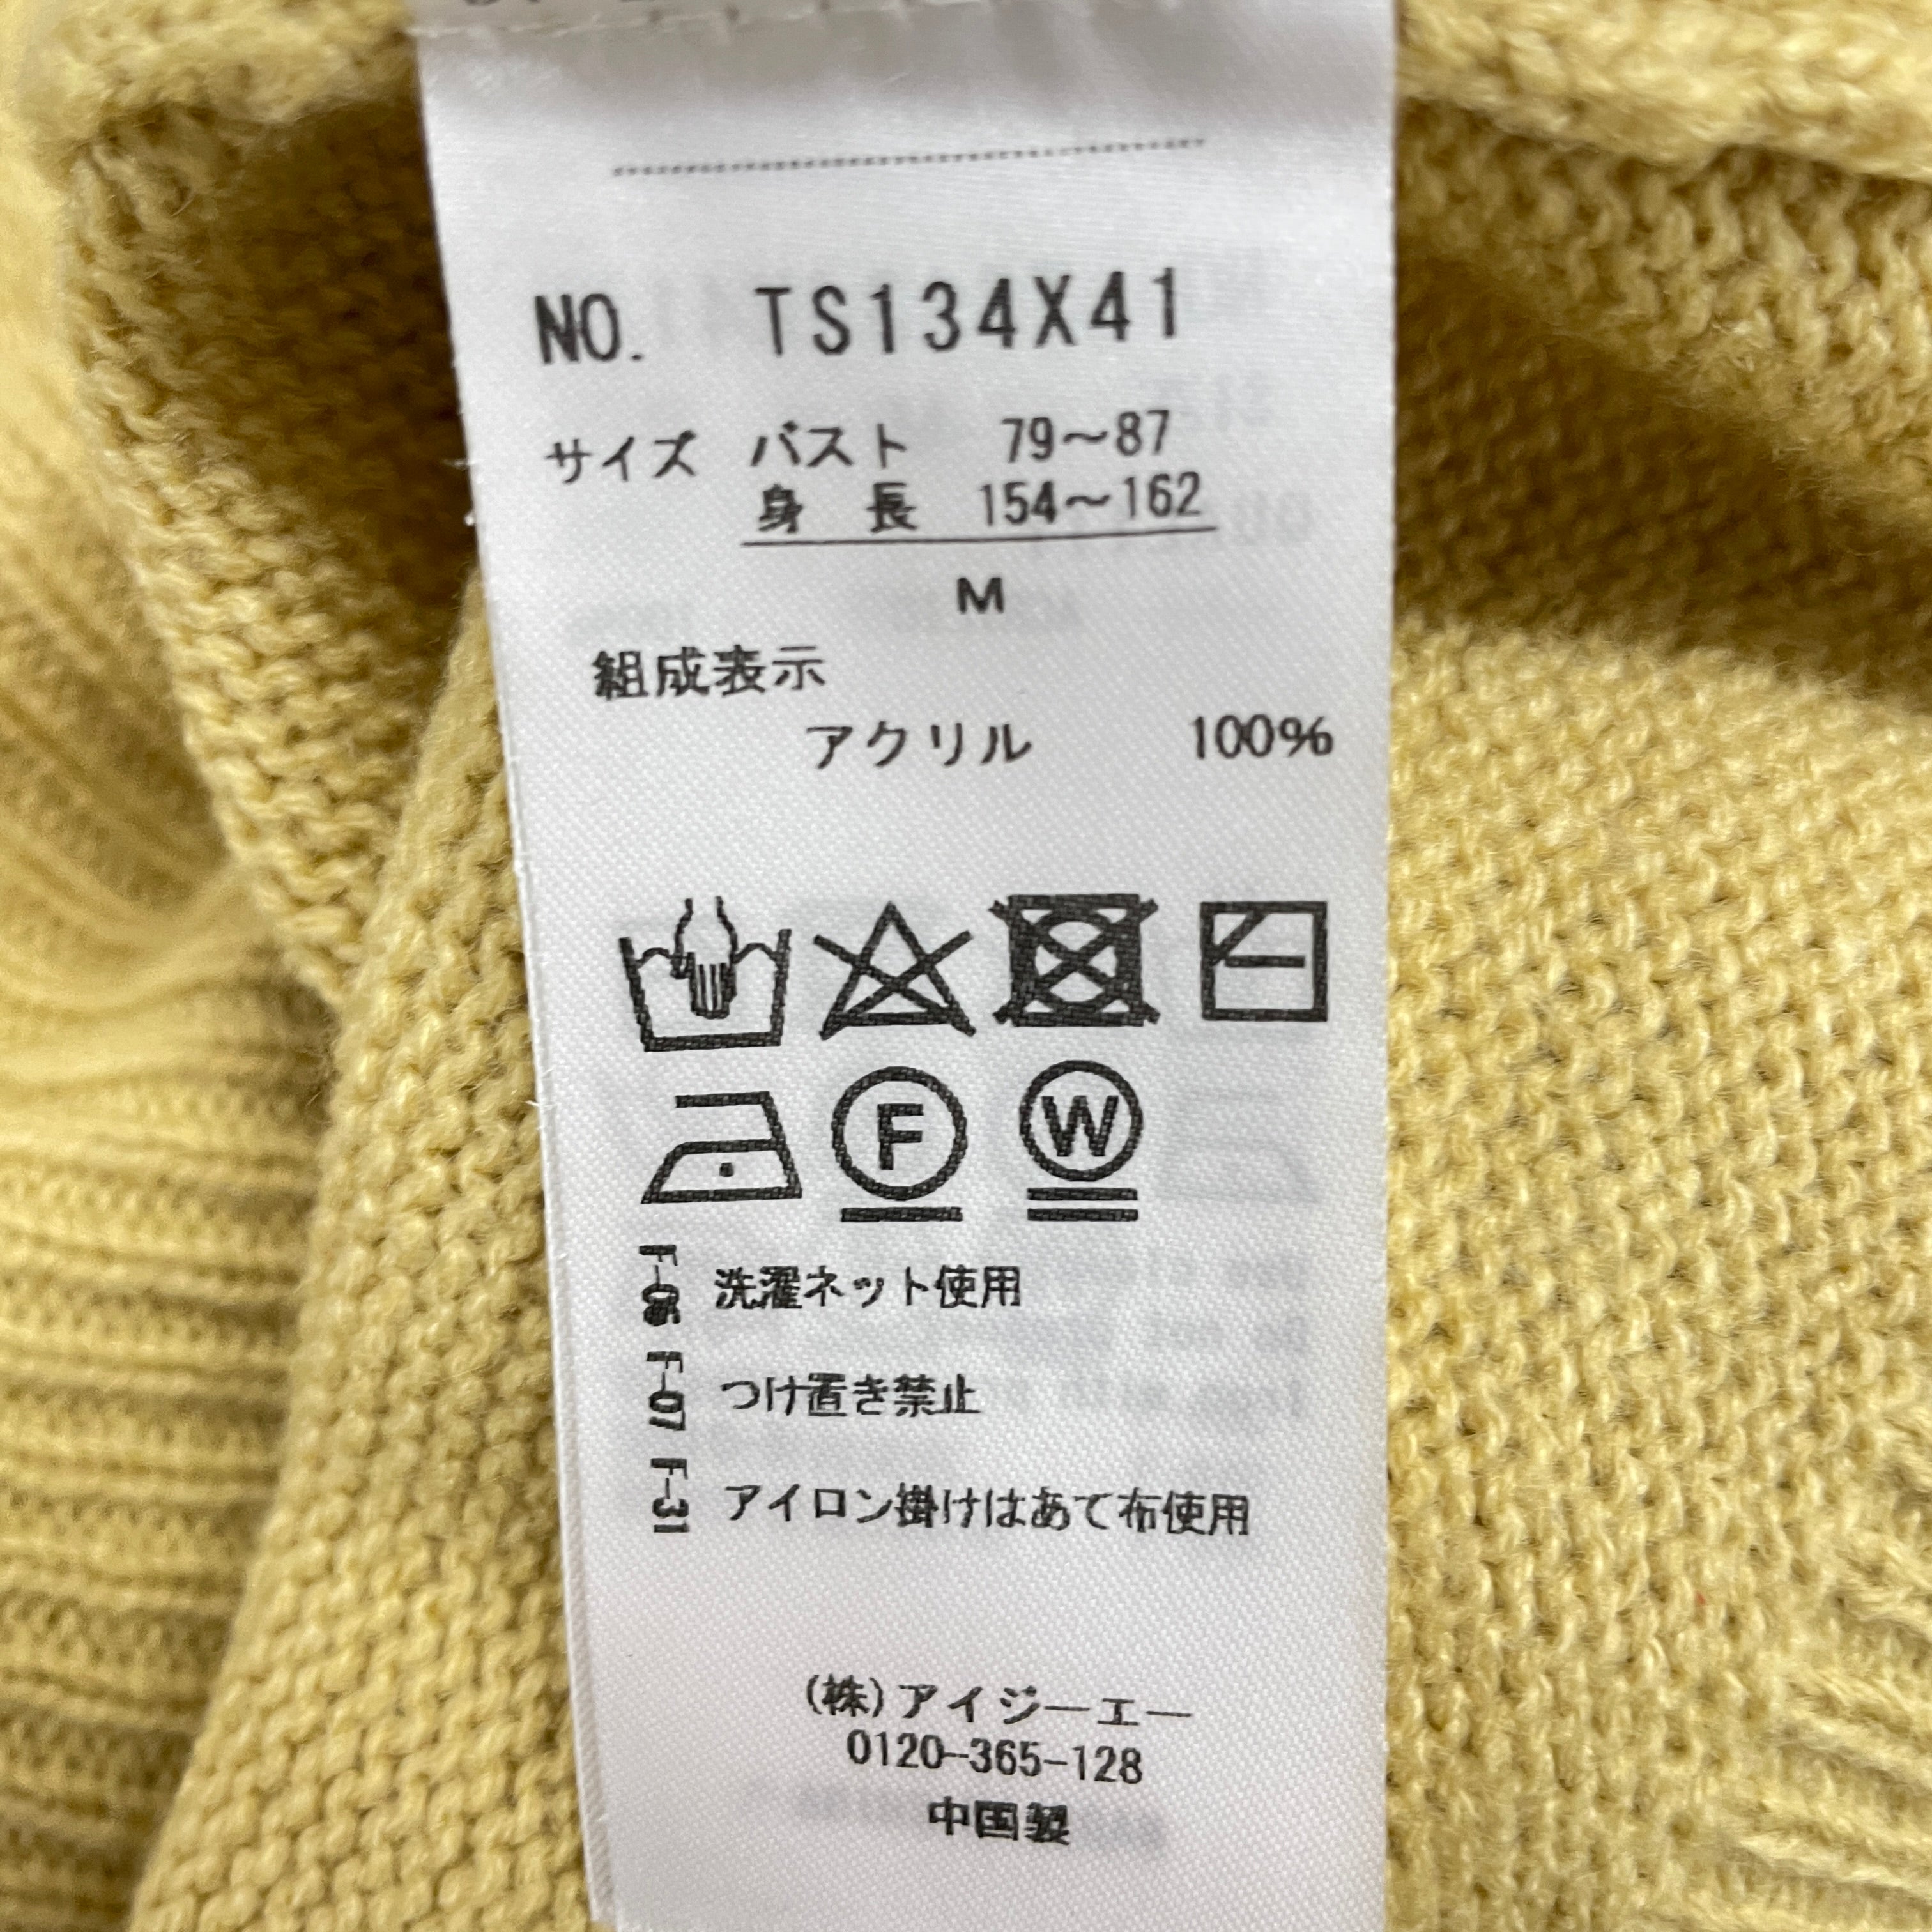 NO. TS134X41
サイズ バスト 79～87
身長 154～162
M
組成表示
アクリル 100%
F
W
F-06 洗濯ネット使用
F-07 つけ置き禁止
F-31 アイロン掛けはあて布使用
(株)アイジーエー
0120-365-128
中国製